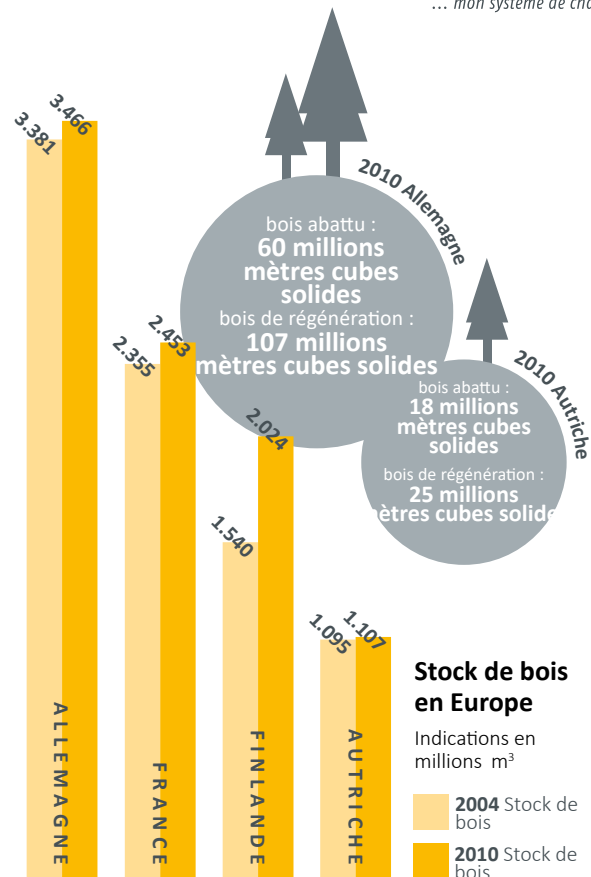 ... mon système de cha
3.381
3.466
2010 Allemagne
bois abattu :
60 millions
mètres cubes
solides
bois de régénération :
107 millions
mètres cubes solides
2.355
2.453
2010 Autriche
bois abattu :
18 millions
mètres cubes
solides
bois de régénération :
25 millions
mètres cubes solide
2.024
1.540
1.095
1.107
ALLEMAGNE
FRANCE
FINLANDE
AUTRICHE
Stock de bois
en Europe
Indications en
millions m³
2004 Stock de
bois
2010 Stock de
bois